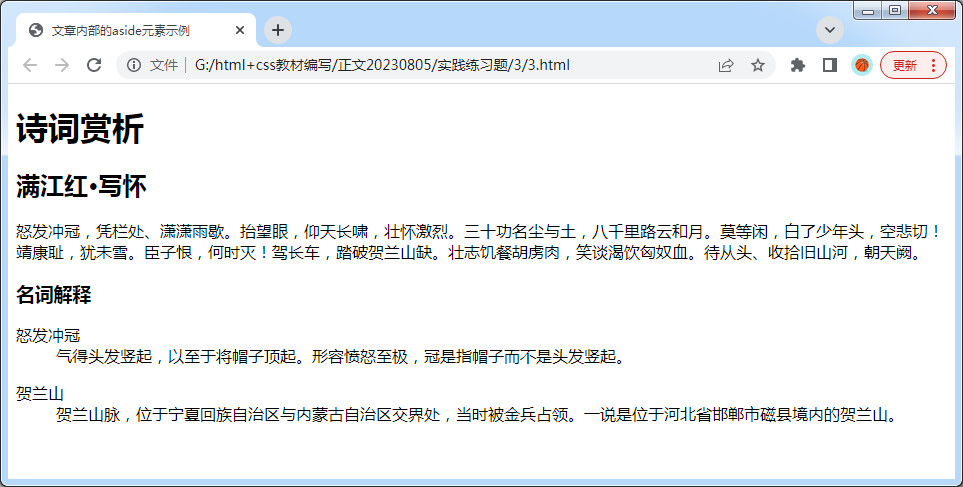 文章内部的aside元素示例
文件 G:/html+css教材编写/正文20230805/实践练习题/3/3.html
更新
诗词赏析
满江红•写怀
怒发冲冠，凭栏处、潇潇雨歇。抬望眼，仰天长啸，壮怀激烈。三十功名尘与土，八千里路云和月。莫等闲，白了少年头，空悲切！
靖康耻，犹未雪。臣子恨，何时灭！驾长车，踏破贺兰山缺。壮志饥餐胡虏肉，笑谈渴饮匈奴血。待从头、收拾旧山河，朝天阙。
名词解释
怒发冲冠
气得头发竖起，以至于将帽子顶起。形容愤怒至极，冠是指帽子而不是头发竖起。
贺兰山
贺兰山脉，位于宁夏回族自治区与内蒙古自治区交界处，当时被金兵占领。一说是位于河北省邯郸市磁县境内的贺兰山。